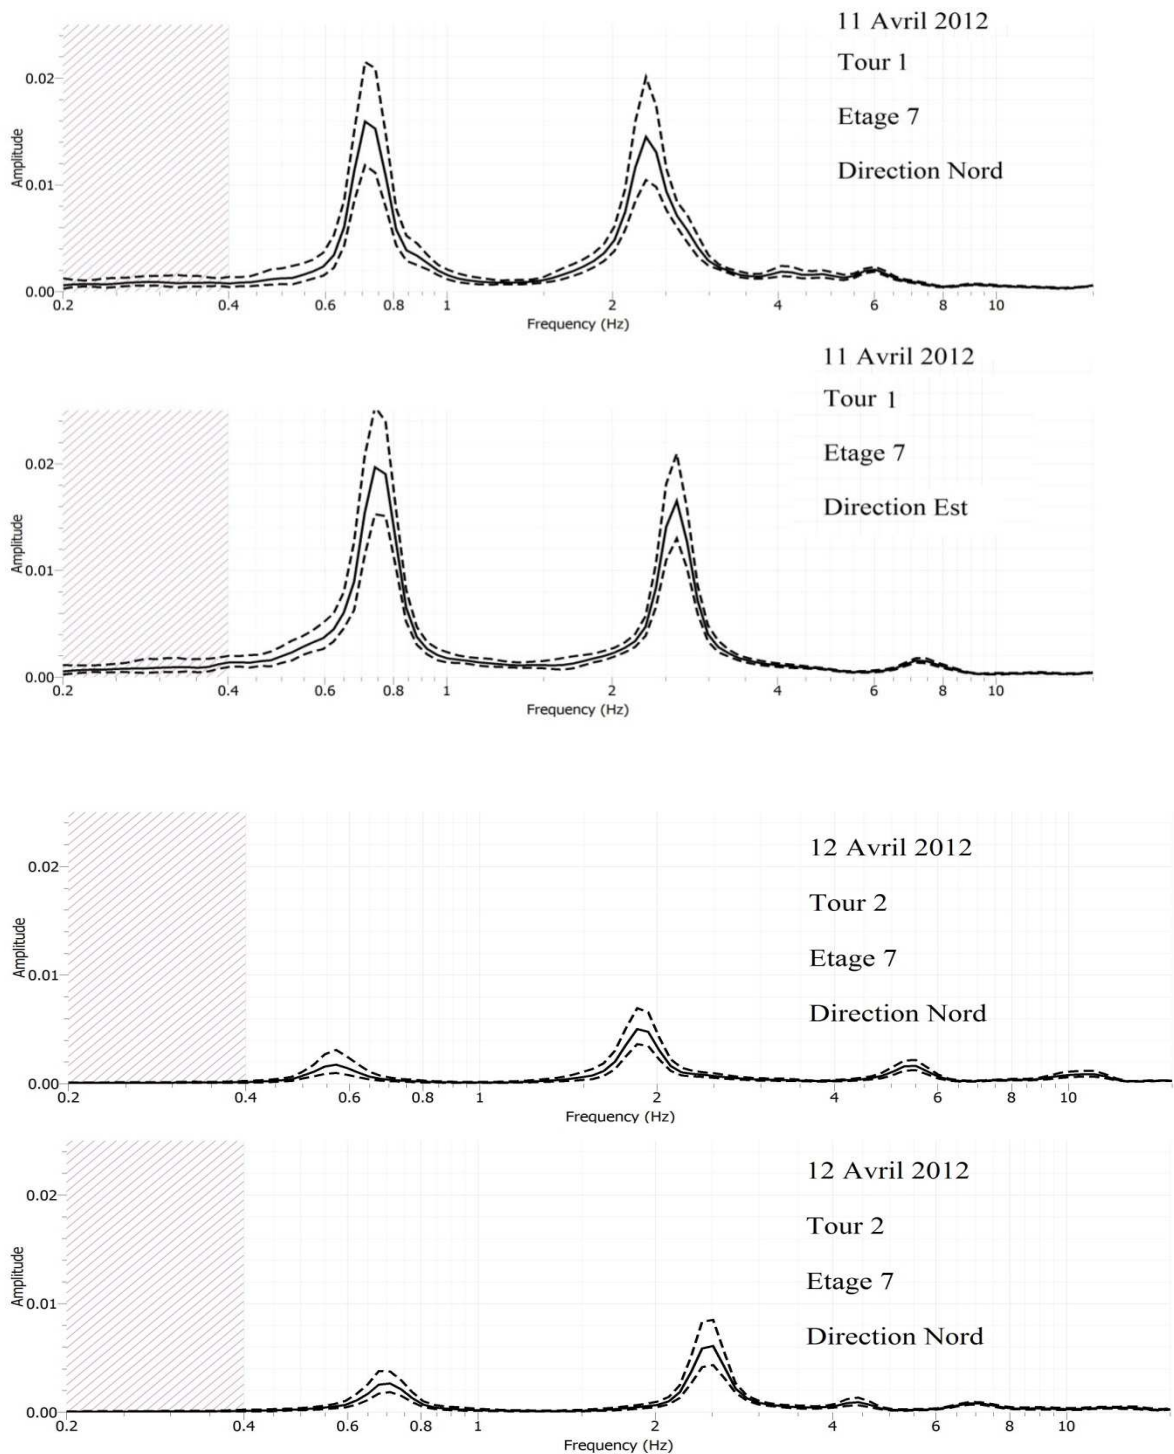 11 Avril 2012
Tour 1
Etage 7
Direction Nord
Amplitude
0.02
0.01
0.00
0.2 0.4 0.6 0.8 1 2 4 6 8 10
Frequency (Hz)
11 Avril 2012
Tour 1
Etage 7
Direction Est
Amplitude
0.02
0.01
0.00
0.2 0.4 0.6 0.8 1 2 4 6 8 10
Frequency (Hz)
12 Avril 2012
Tour 2
Etage 7
Direction Nord
Amplitude
0.02
0.01
0.00
0.2 0.4 0.6 0.8 1 2 4 6 8 10
Frequency (Hz)
12 Avril 2012
Tour 2
Etage 7
Direction Nord
Amplitude
0.02
0.01
0.00
0.2 0.4 0.6 0.8 1 2 4 6 8 10
Frequency (Hz)